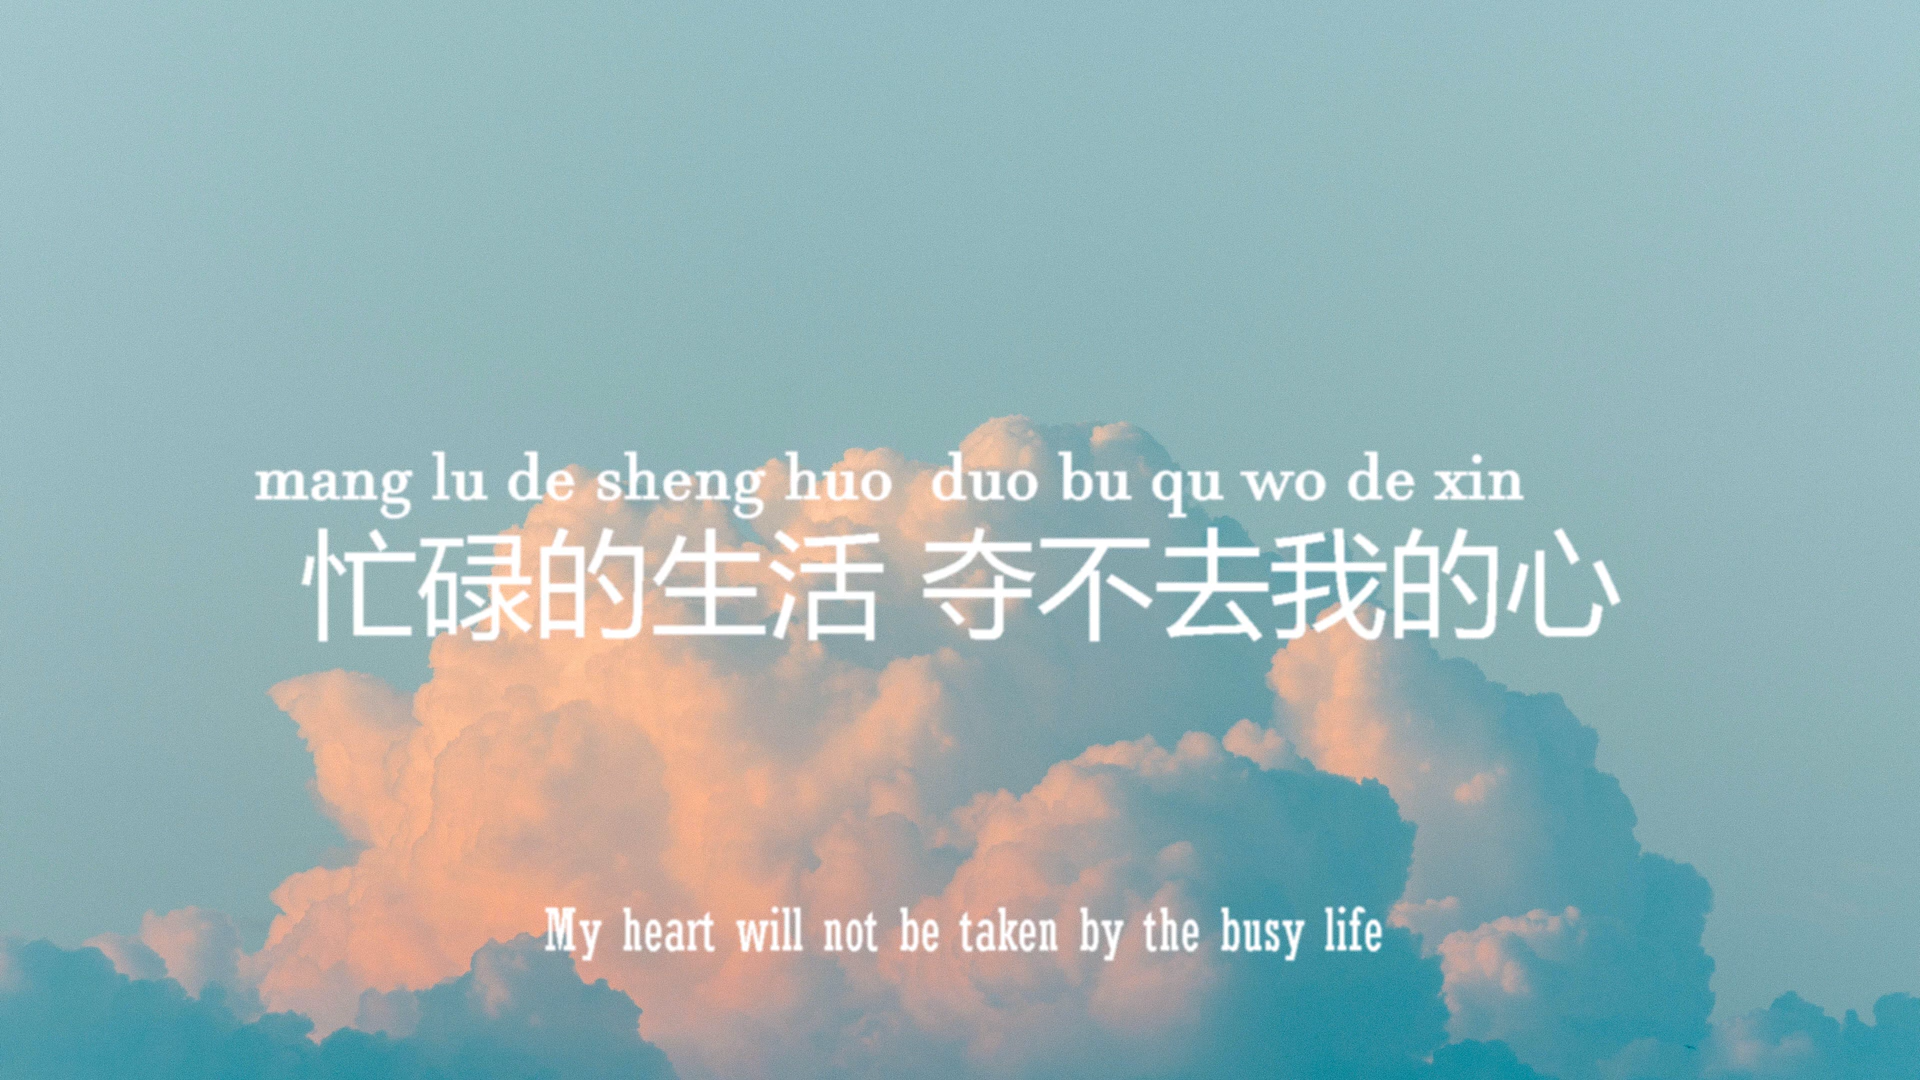 mang lu de sheng huo duo bu qu wo de xin
忙碌的生活 夺不去我的心
My heart will not be taken by the busy life